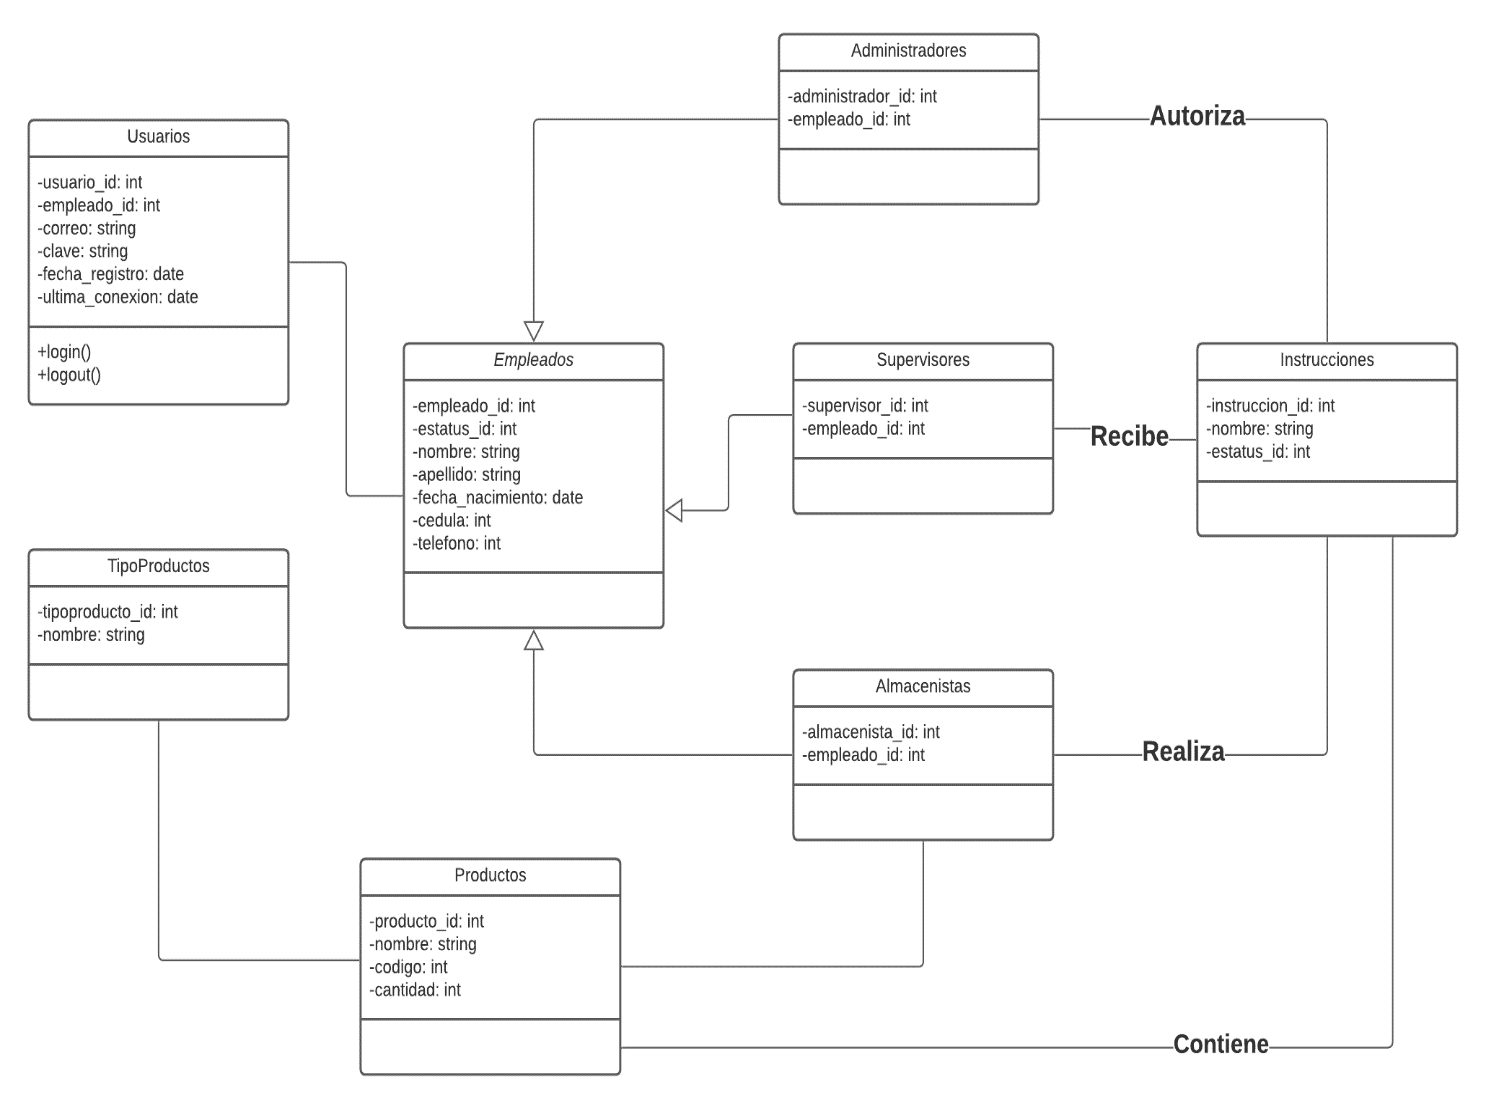 Administradores
-administrador_id: int
-empleado_id: int
Autoriza
Usuarios
-usuario_id: int
-empleado_id: int
-correo: string
-clave: string
-fecha_registro: date
-ultima_conexion: date
+login()
+logout()
Empleados
-empleado_id: int
-estatus_id: int
-nombre: string
-apellido: string
-fecha_nacimiento: date
-cedula: int
-telefono: int
Supervisores
-supervisor_id: int
-empleado_id: int
Recibe
Instrucciones
-instruccion_id: int
-nombre: string
-estatus_id: int
TipoProductos
-tipoproducto_id: int
-nombre: string
Almacenistas
-almacenista_id: int
-empleado_id: int
Realiza
Productos
-producto_id: int
-nombre: string
-codigo: int
-cantidad: int
Contiene